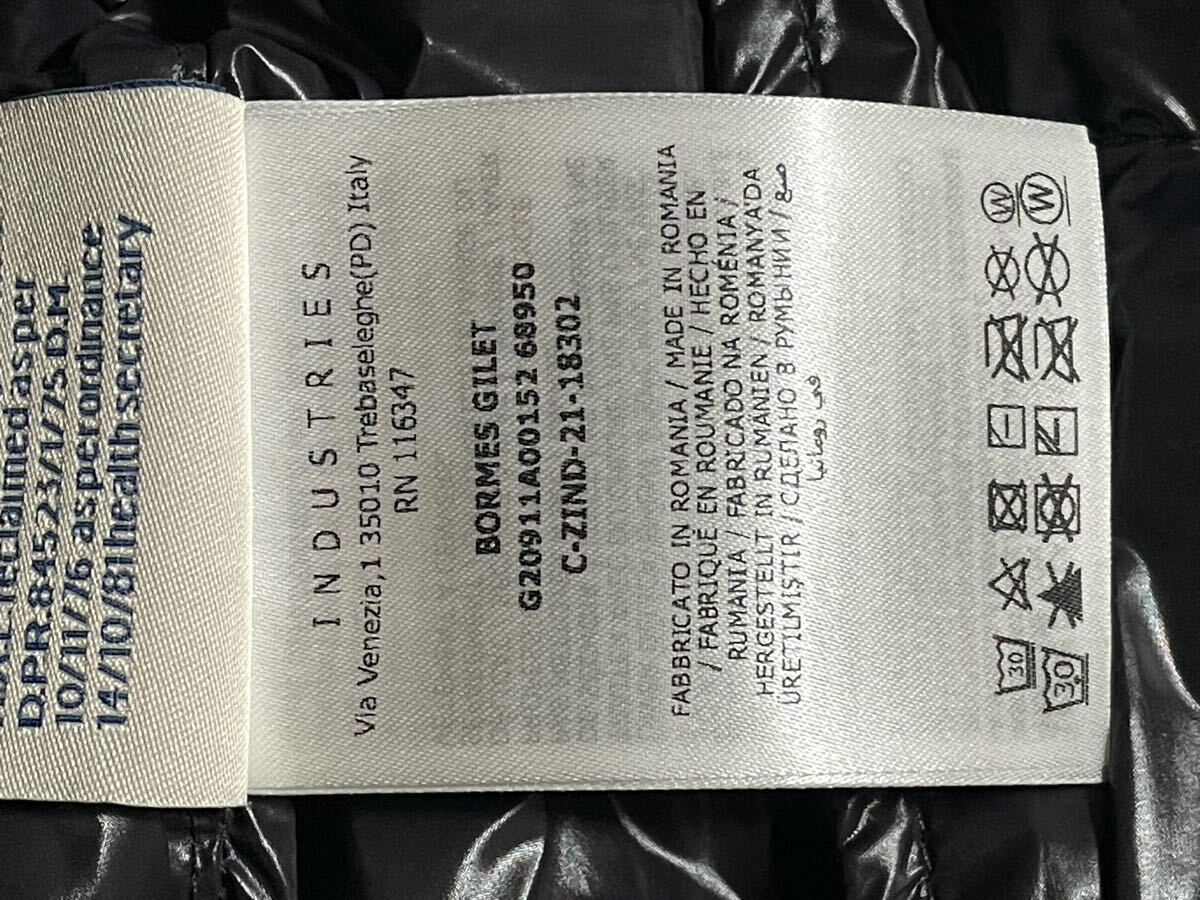 reclaimed as per
D.P.R. 845 23/1/75 D.M.
10/11/76 as per ordinance
14/10/81 health secretary
INDUSTRIES
Via Venezia,1 35010 Trebaselegne(PD) Italy
RN 116347
BORMES GILET
G20911A00152 68950
C-ZIND-21-18302
FABBRICATO IN ROMANIA / MADE IN ROMANIA
/ FABRIQUÉ EN ROUMANIE / HECHO EN
RUMANIA / FABRICADO NA ROMENIA /
HERGESTELLT IN RUMÄNIEN / ROMANYA'DA
ÜRETILMIŞTIR / СДЕЛАНО В РУМЫНИИ / صنع
في رومانيا
30 W
30 W